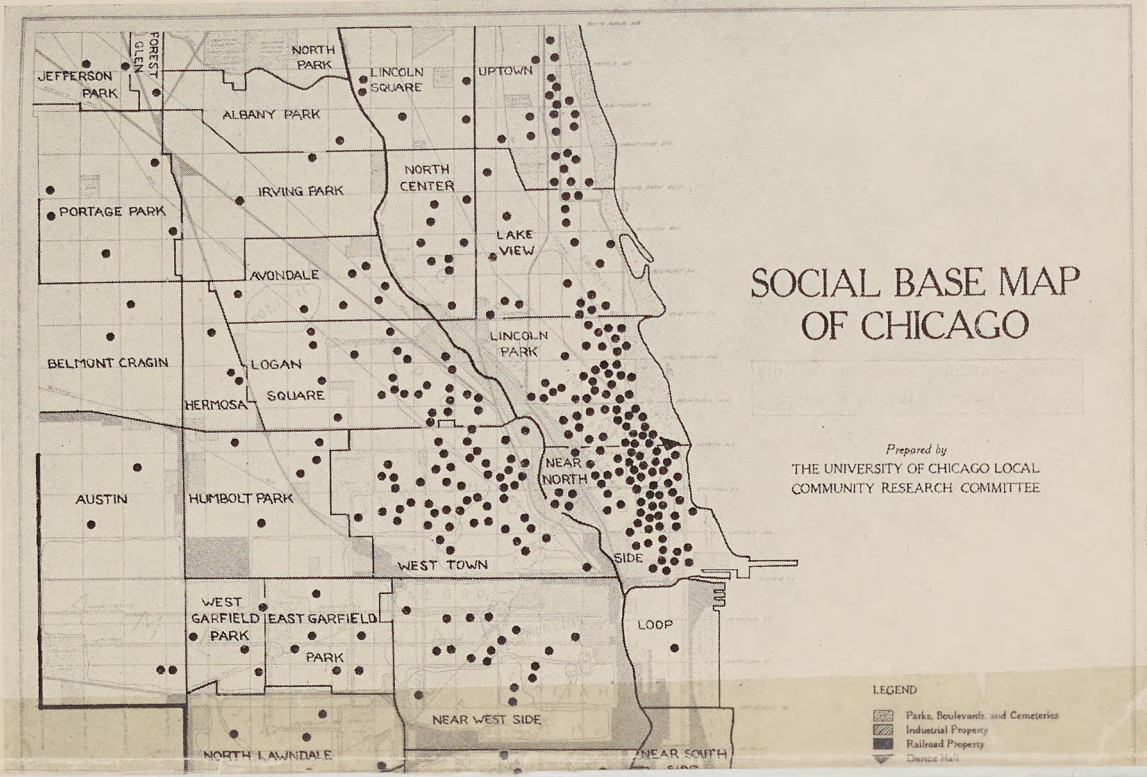 FOREST
GLEN
JEFFERSON
PARK
NORTH
PARK
LINCOLN
SQUARE
UPTOWN
ALBANY PARK
NORTH
CENTER
IRVING PARK
PORTAGE PARK
LAKE
VIEW
AVONDALE
LINCOLN
PARK
BELMONT CRAGIN
LOGAN
SQUARE
HERMOSA
NEAR
NORTH
SIDE
AUSTIN
HUMBOLT PARK
WEST TOWN
WEST
GARFIELD
PARK
EAST GARFIELD
PARK
LOOP
NEAR WEST SIDE
NORTH LAWNDALE
NEAR SOUTH
SIDE
SOCIAL BASE MAP
OF CHICAGO
Prepared by
THE UNIVERSITY OF CHICAGO LOCAL
COMMUNITY RESEARCH COMMITTEE
LEGEND
Parks, Boulevards, and Cemeteries
Industrial Property
Railroad Property
Dance Hall